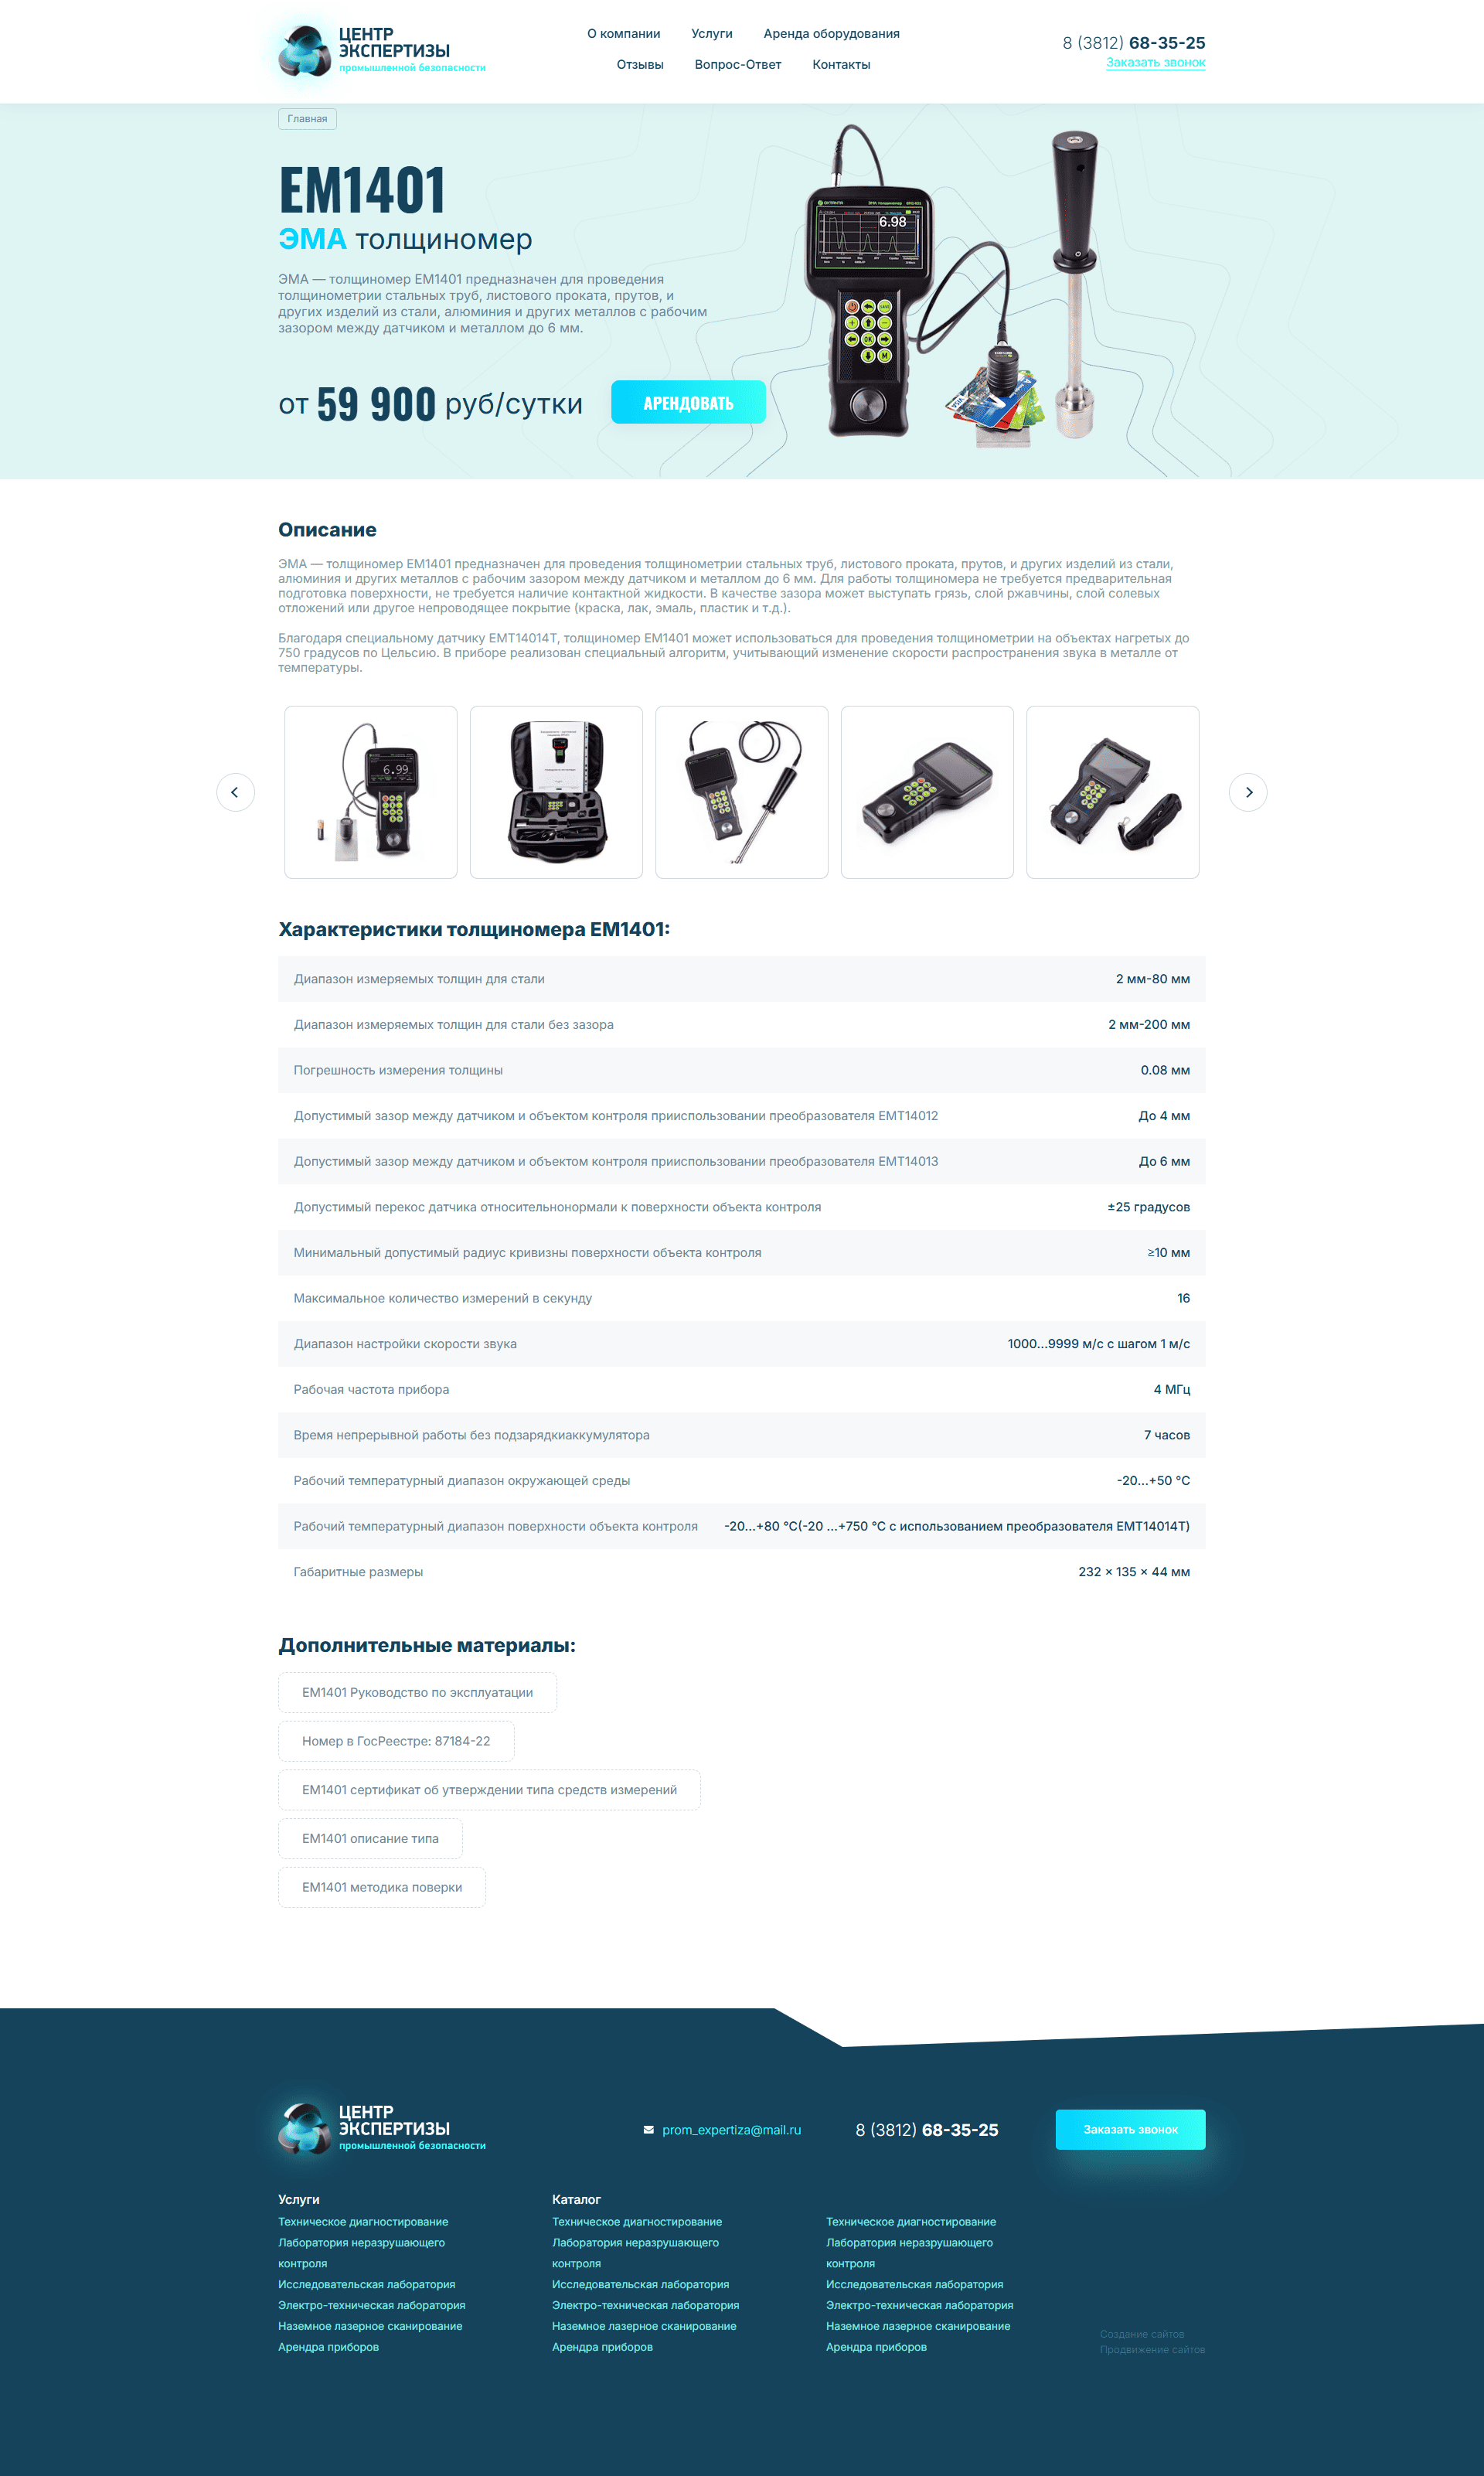 ЦЕНТР
ЭКСПЕРТИЗЫ
промышленной безопасности
О компании Услуги Аренда оборудования
Отзывы Вопрос-Ответ Контакты
8 (3812) 68-35-25
Заказать звонок
Главная
EM1401
ЭМА толщиномер
ЭМА — толщиномер EM1401 предназначен для проведения
толщинометрии стальных труб, листового проката, прутов, и
других изделий из стали, алюминия и других металлов с рабочим
зазором между датчиком и металлом до 6 мм.
от 59 900 руб/сутки
АРЕНДОВАТЬ
6.98
Описание
ЭМА — толщиномер EM1401 предназначен для проведения толщинометрии стальных труб, листового проката, прутов, и других изделий из стали,
алюминия и других металлов с рабочим зазором между датчиком и металлом до 6 мм. Для работы толщиномера не требуется предварительная
подготовка поверхности, не требуется наличие контактной жидкости. В качестве зазора может выступать грязь, слой ржавчины, слой солевых
отложений или другое непроводящее покрытие (краска, лак, эмаль, пластик и т.д.).
Благодаря специальному датчику EMT14014T, толщиномер EM1401 может использоваться для проведения толщинометрии на объектах нагретых до
750 градусов по Цельсию. В приборе реализован специальный алгоритм, учитывающий изменение скорости распространения звука в металле от
температуры.
6.99
Характеристики толщиномера EM1401:
Диапазон измеряемых толщин для стали 2 мм-80 мм
Диапазон измеряемых толщин для стали без зазора 2 мм-200 мм
Погрешность измерения толщины 0.08 мм
Допустимый зазор между датчиком и объектом контроля прииспользовании преобразователя EMT14012 До 4 мм
Допустимый зазор между датчиком и объектом контроля прииспользовании преобразователя EMT14013 До 6 мм
Допустимый перекос датчика относительнонормали к поверхности объекта контроля ±25 градусов
Минимальный допустимый радиус кривизны поверхности объекта контроля ≥10 мм
Максимальное количество измерений в секунду 16
Диапазон настройки скорости звука 1000…9999 м/с с шагом 1 м/с
Рабочая частота прибора 4 МГц
Время непрерывной работы без подзарядкиаккумулятора 7 часов
Рабочий температурный диапазон окружающей среды -20…+50 °С
Рабочий температурный диапазон поверхности объекта контроля -20…+80 °С(-20 …+750 °С с использованием преобразователя EMT14014T)
Габаритные размеры 232 × 135 × 44 мм
Дополнительные материалы:
EM1401 Руководство по эксплуатации
Номер в ГосРеестре: 87184-22
EM1401 сертификат об утверждении типа средств измерений
EM1401 описание типа
EM1401 методика поверки
ЦЕНТР
ЭКСПЕРТИЗЫ
промышленной безопасности
prom_expertiza@mail.ru
8 (3812) 68-35-25
Заказать звонок
Услуги
Техническое диагностирование
Лаборатория неразрушающего
контроля
Исследовательская лаборатория
Электро-техническая лаборатория
Наземное лазерное сканирование
Арендра приборов
Каталог
Техническое диагностирование
Лаборатория неразрушающего
контроля
Исследовательская лаборатория
Электро-техническая лаборатория
Наземное лазерное сканирование
Арендра приборов
Техническое диагностирование
Лаборатория неразрушающего
контроля
Исследовательская лаборатория
Электро-техническая лаборатория
Наземное лазерное сканирование
Арендра приборов
Создание сайтов
Продвижение сайтов